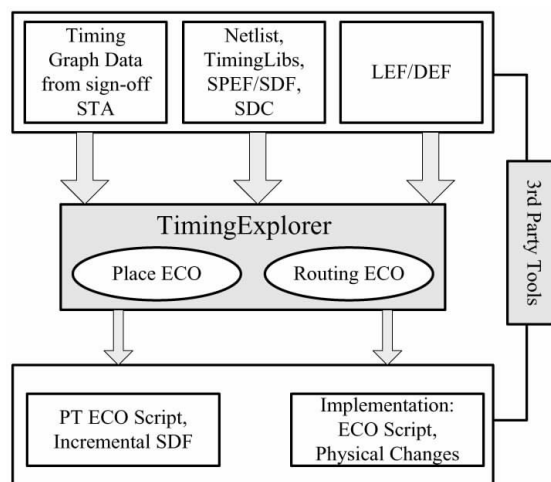 Timing
Graph Data
from sign-off
STA
Netlist,
TimingLibs,
SPEF/SDF,
SDC
LEF/DEF
3rd Party Tools
TimingExplorer
Place ECO
Routing ECO
PT ECO Script,
Incremental SDF
Implementation:
ECO Script,
Physical Changes